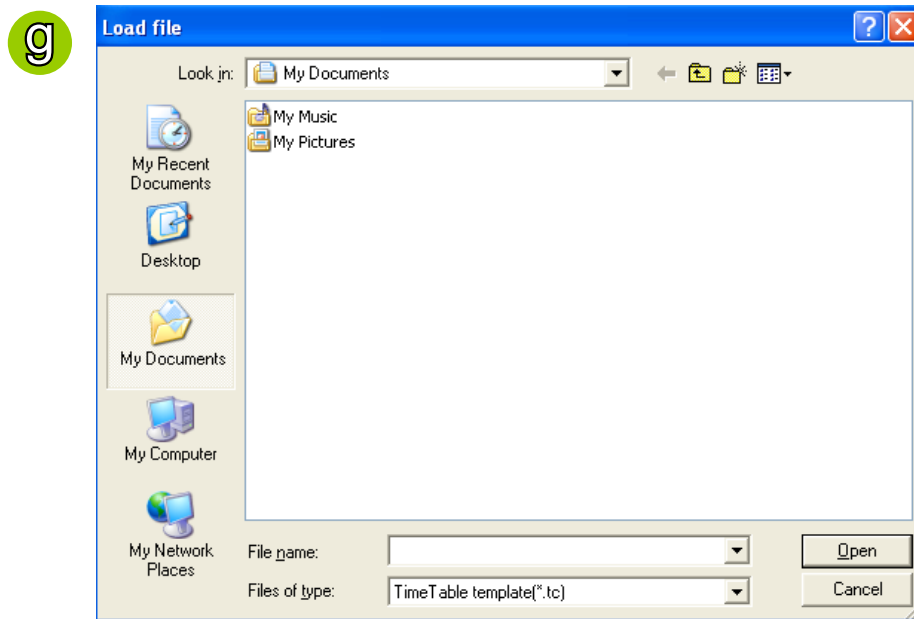 g
Load file
Look in:
My Documents
My Music
My Pictures
My Recent
Documents
Desktop
My Documents
My Computer
My Network
Places
File name:
Open
Files of type:
TimeTable template(*.tc)
Cancel